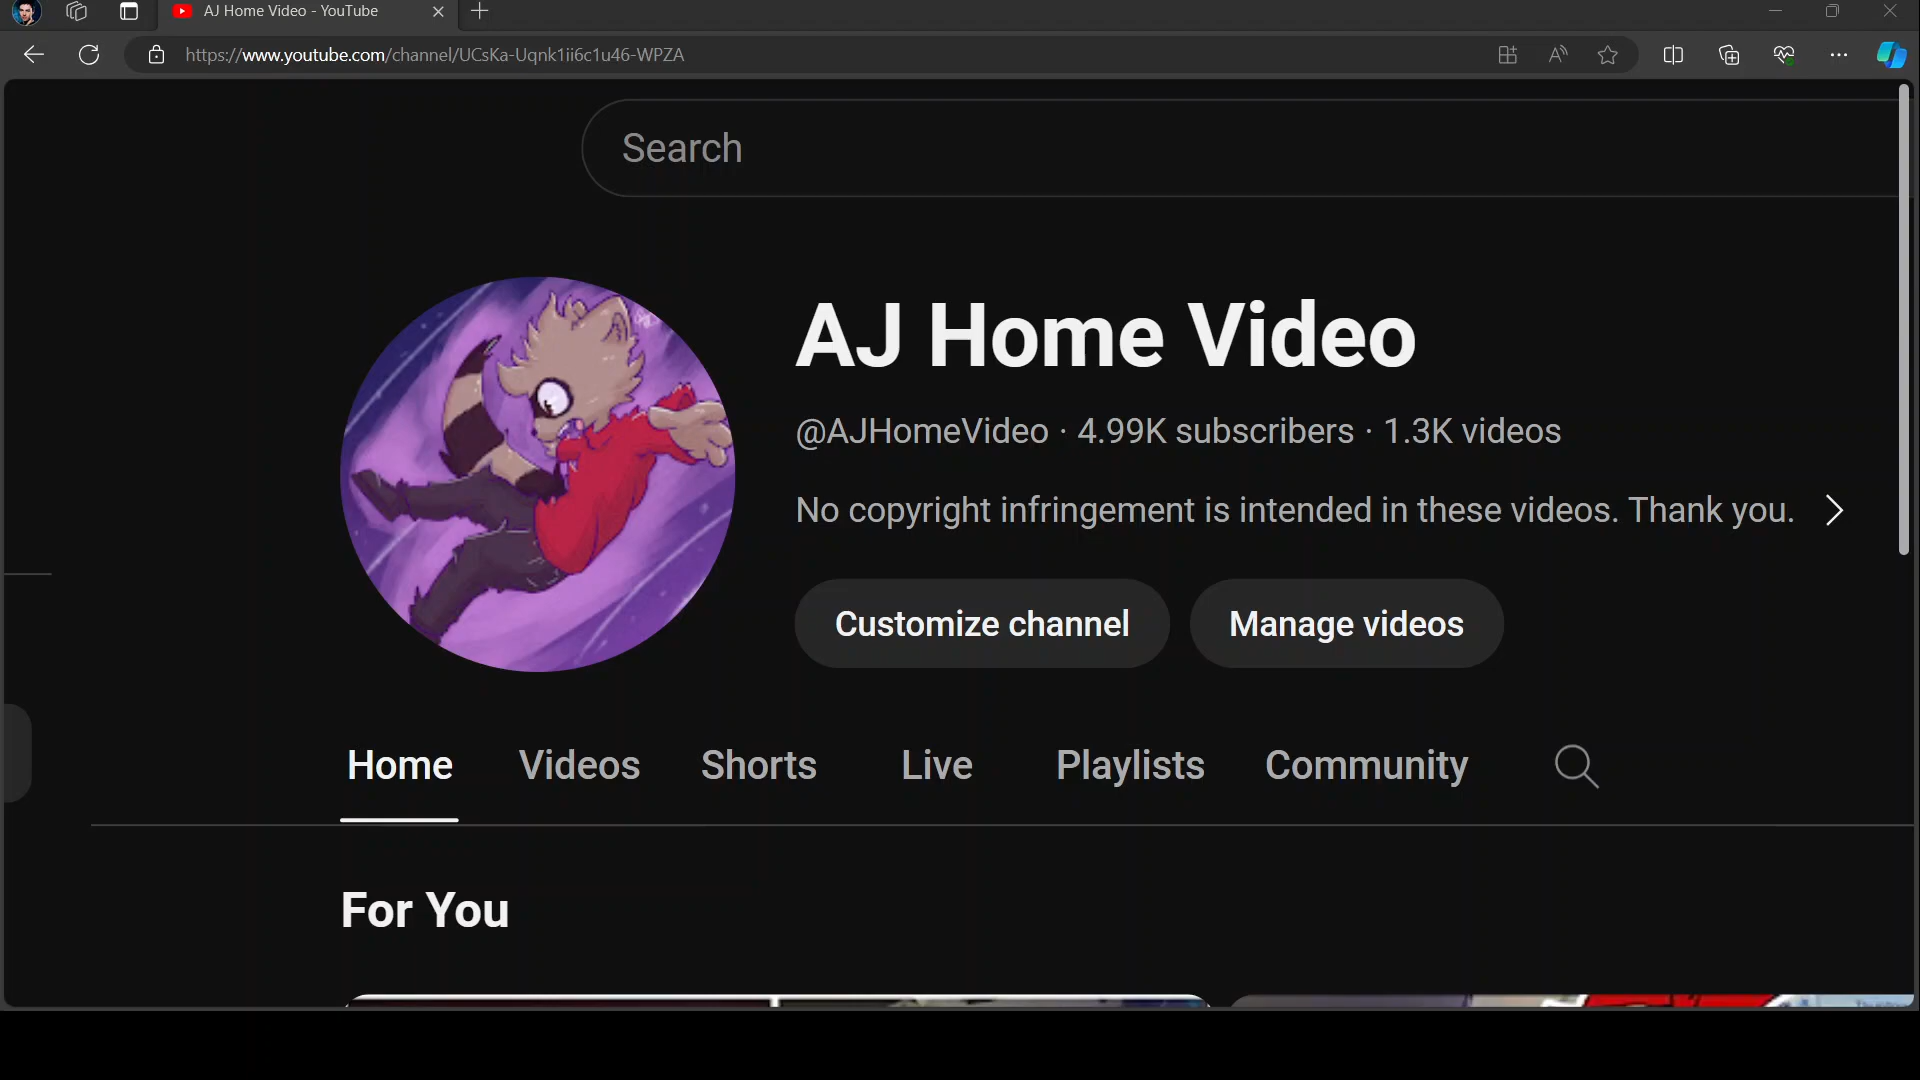 AJ Home Video - YouTube
https://www.youtube.com/channel/UCsKa-Uqnk1ii6c1u46-WPZA
Search
AJ Home Video
@AJHomeVideo · 4.99K subscribers · 1.3K videos
No copyright infringement is intended in these videos. Thank you.
Customize channel
Manage videos
Home
Videos
Shorts
Live
Playlists
Community
For You